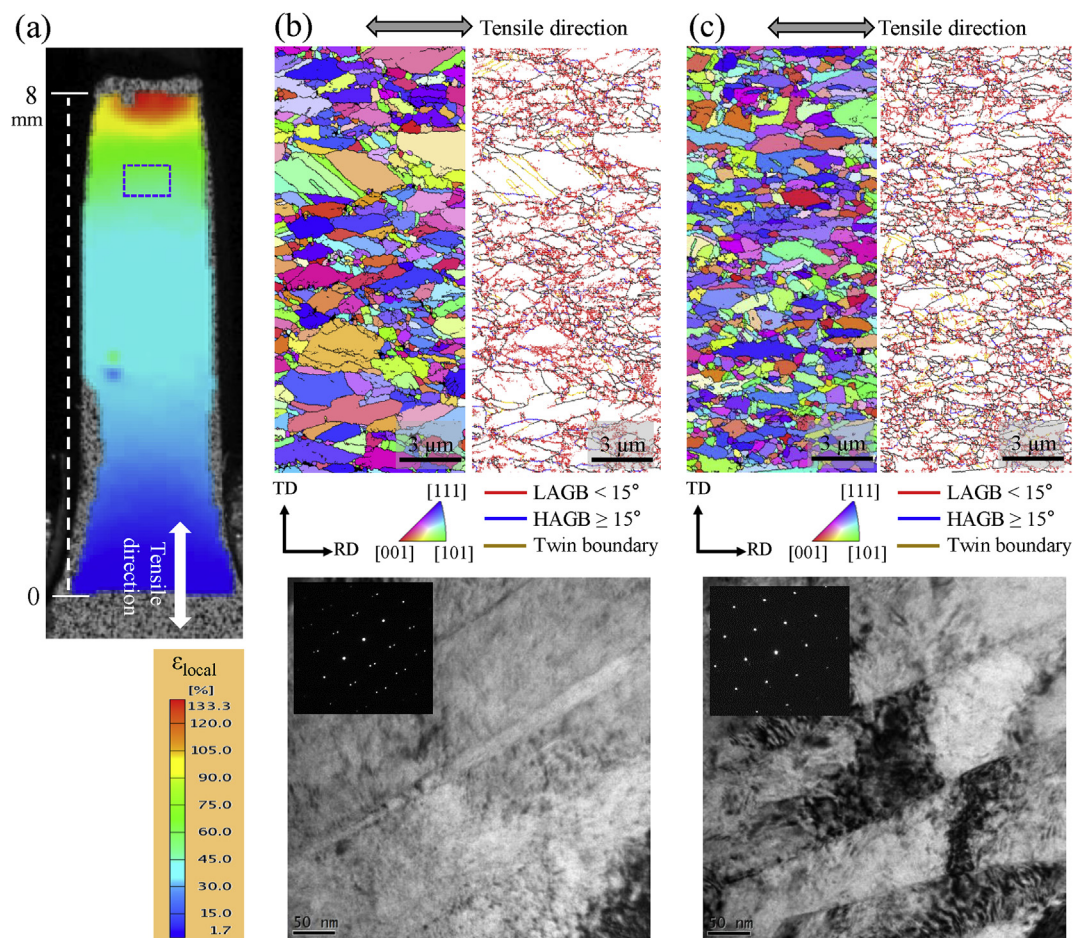 (a)
8
mm
0
Tensile
direction
εlocal
[%]
133.3
120.0
105.0
90.0
75.0
60.0
45.0
30.0
15.0
1.7
(b)
Tensile direction
3 μm
3 μm
TD
RD
[111]
[001] [101]
LAGB < 15°
HAGB ≥ 15°
Twin boundary
50 nm
(c)
Tensile direction
3 μm
3 μm
TD
RD
[111]
[001] [101]
LAGB < 15°
HAGB ≥ 15°
Twin boundary
50 nm